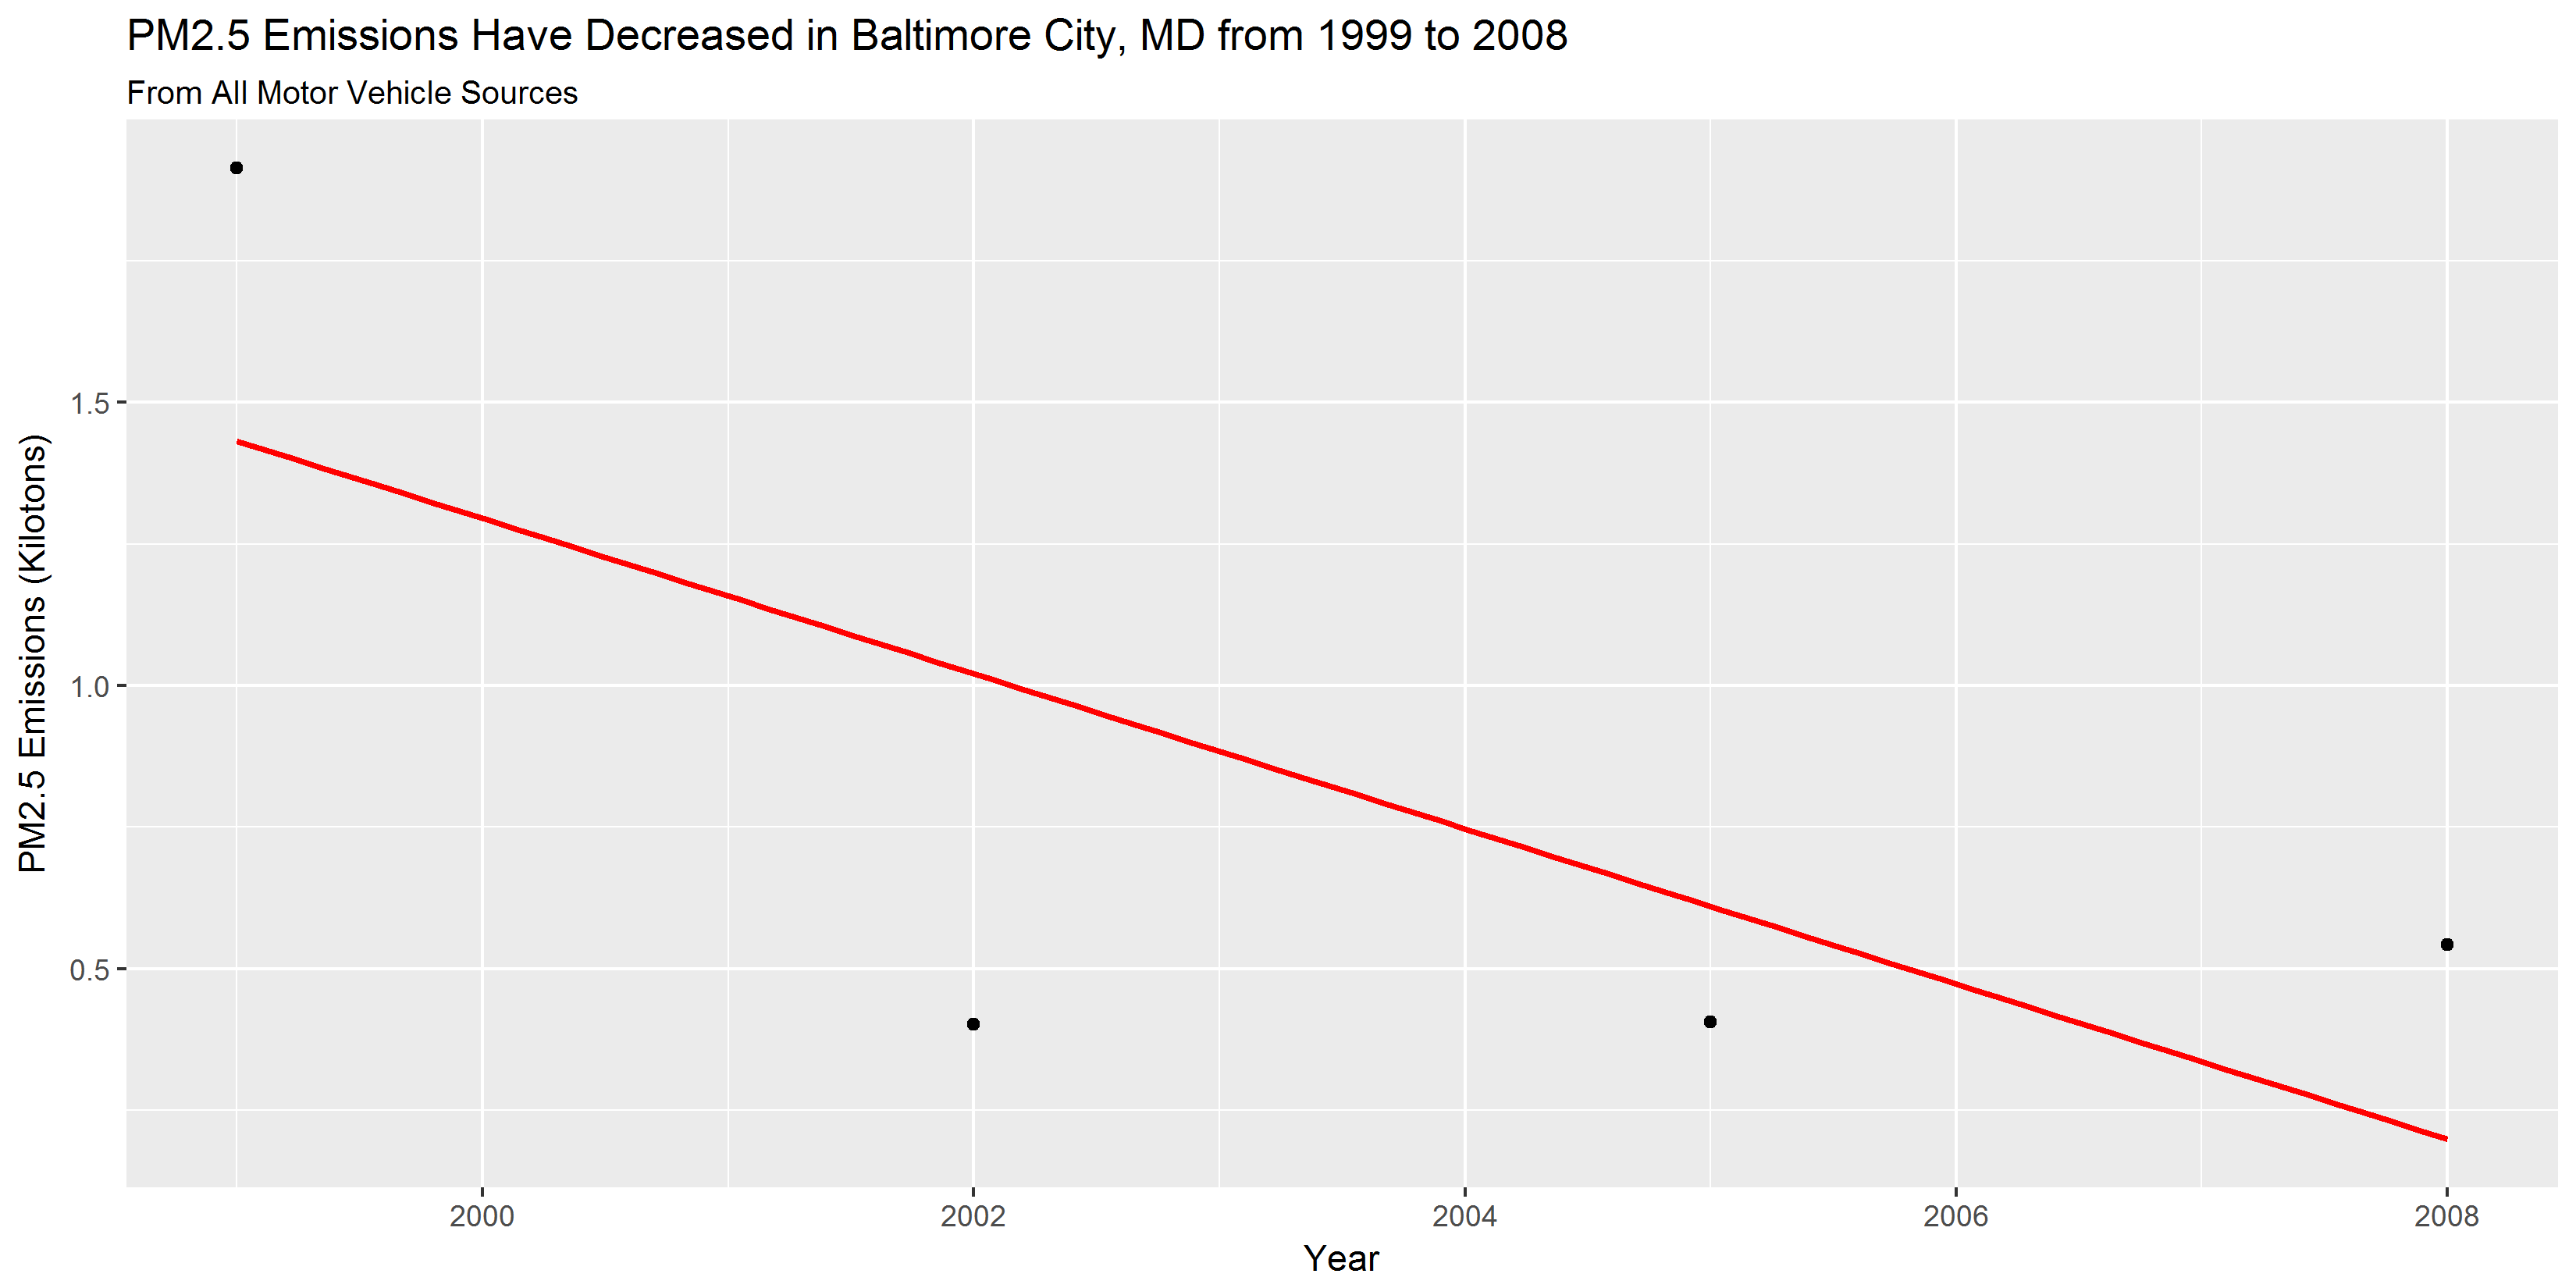 PM2.5 Emissions Have Decreased in Baltimore City, MD from 1999 to 2008
From All Motor Vehicle Sources
PM2.5 Emissions (Kilotons)
1.5
1.0
0.5
2000 2002 2004 2006 2008
Year